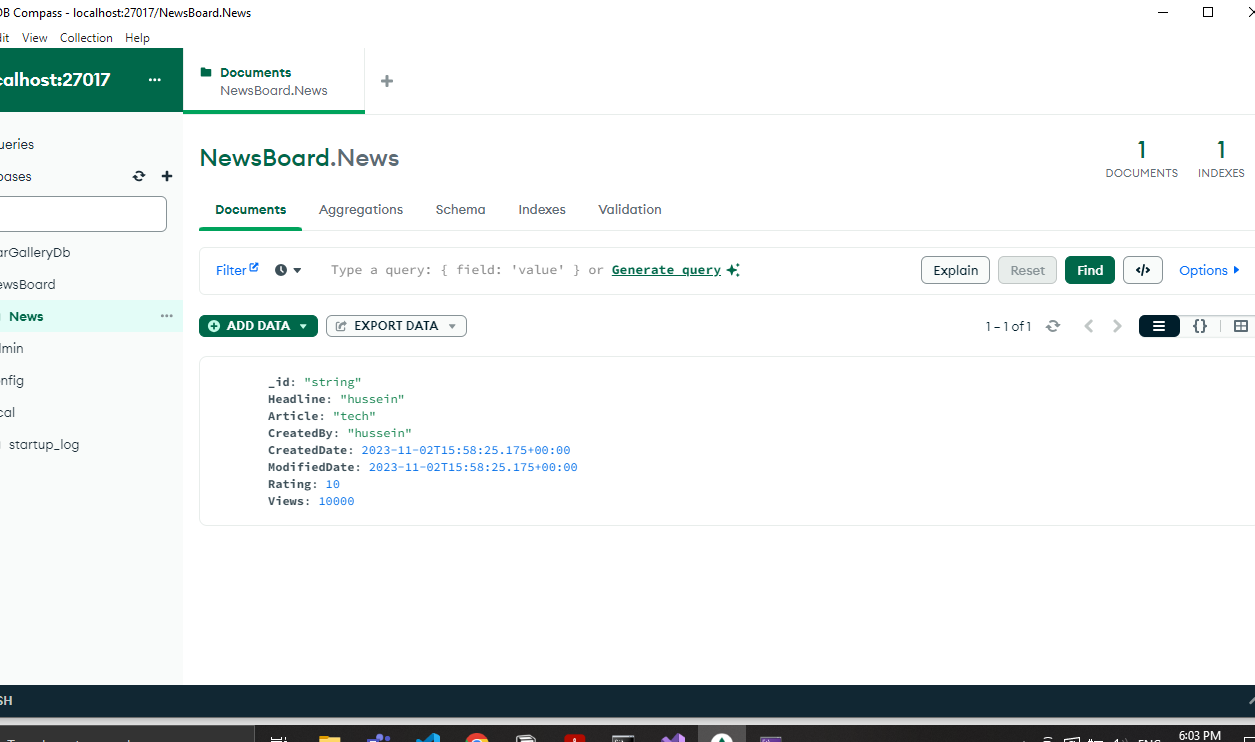 DB Compass - localhost:27017/NewsBoard.News
dit View Collection Help
calhost:27017 ...
Documents
NewsBoard.News
ueries
bases
NewsBoard.News
1
DOCUMENTS
1
INDEXES
Documents Aggregations Schema Indexes Validation
Filter Type a query: { field: 'value' } or Generate query Explain Reset Find </> Options
arGalleryDb
ewsBoard
News ...
dmin
onfig
cal
startup_log
ADD DATA EXPORT DATA 1 – 1 of 1 {}
_id: "string"
Headline: "hussein"
Article: "tech"
CreatedBy: "hussein"
CreatedDate: 2023-11-02T15:58:25.175+00:00
ModifiedDate: 2023-11-02T15:58:25.175+00:00
Rating: 10
Views: 10000
SH
6:03 PM